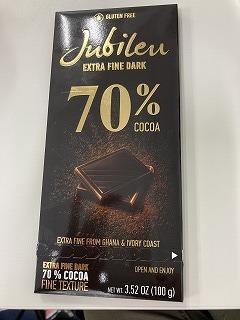 GLUTEN FREE
Jubileu
EXTRA FINE DARK
70%
COCOA
EXTRA FINE FROM GHANA & IVORY COAST
EXTRA FINE DARK
70% COCOA
FINE TEXTURE
OPEN AND ENJOY
NET WT. 3.52 OZ (100 g)